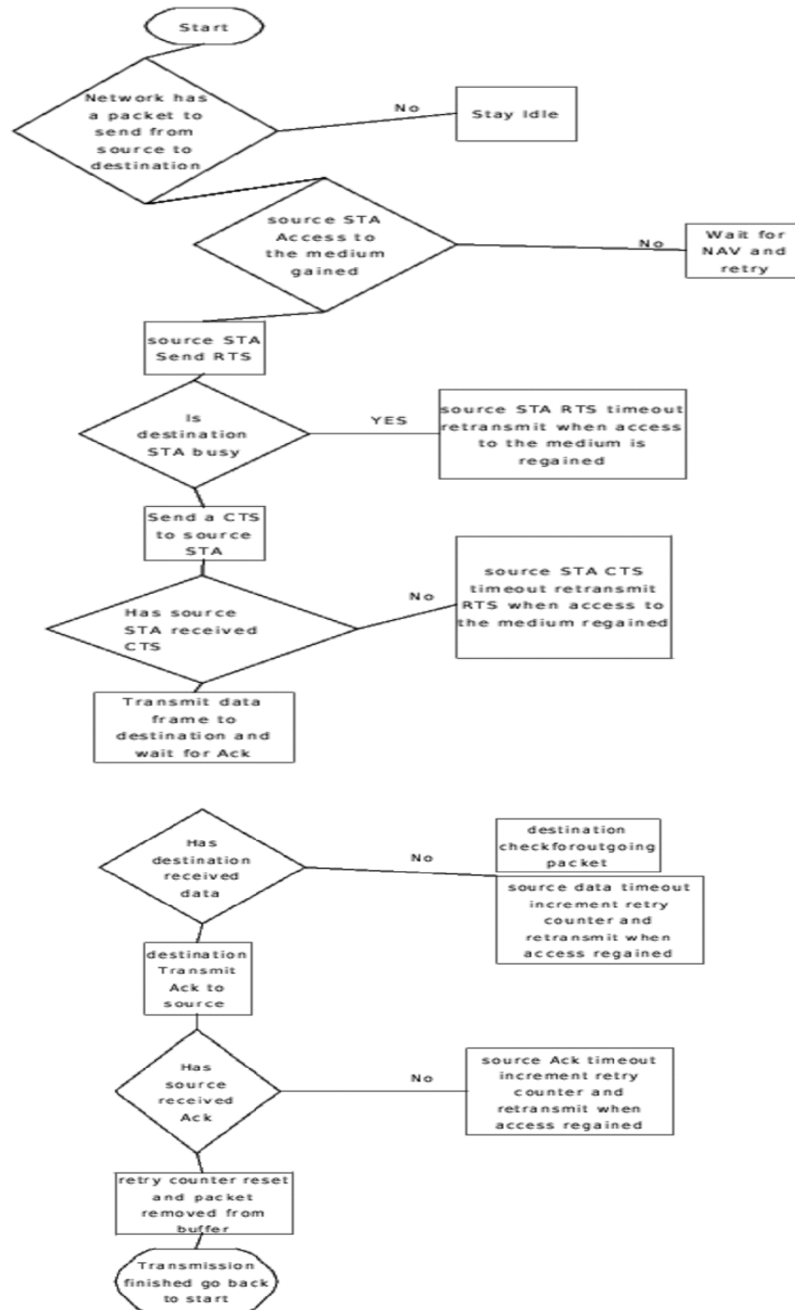 Start
Network has
a packet to
send from
source to
destination
No
Stay Idle
source STA
Access to
the medium
gained
No
Wait for
NAV and
retry
source STA
Send RTS
Is
destination
STA busy
YES
source STA RTS timeout
retransmit when access
to the medium is
regained
Send a CTS
to source
STA
Has source
STA received
CTS
No
source STA CTS
timeout retransmit
RTS when access to
the medium regained
Transmit data
frame to
destination and
wait for Ack
Has
destination
received
data
No
destination
checkforoutgoing
packet
source data timeout
increment retry
counter and
retransmit when
access regained
destination
Transmit
Ack to
source
Has
source
received
Ack
No
source Ack timeout
increment retry
counter and
retransmit when
access regained
retry counter reset
and packet
removed from
buffer
Transmission
finished go back
to start